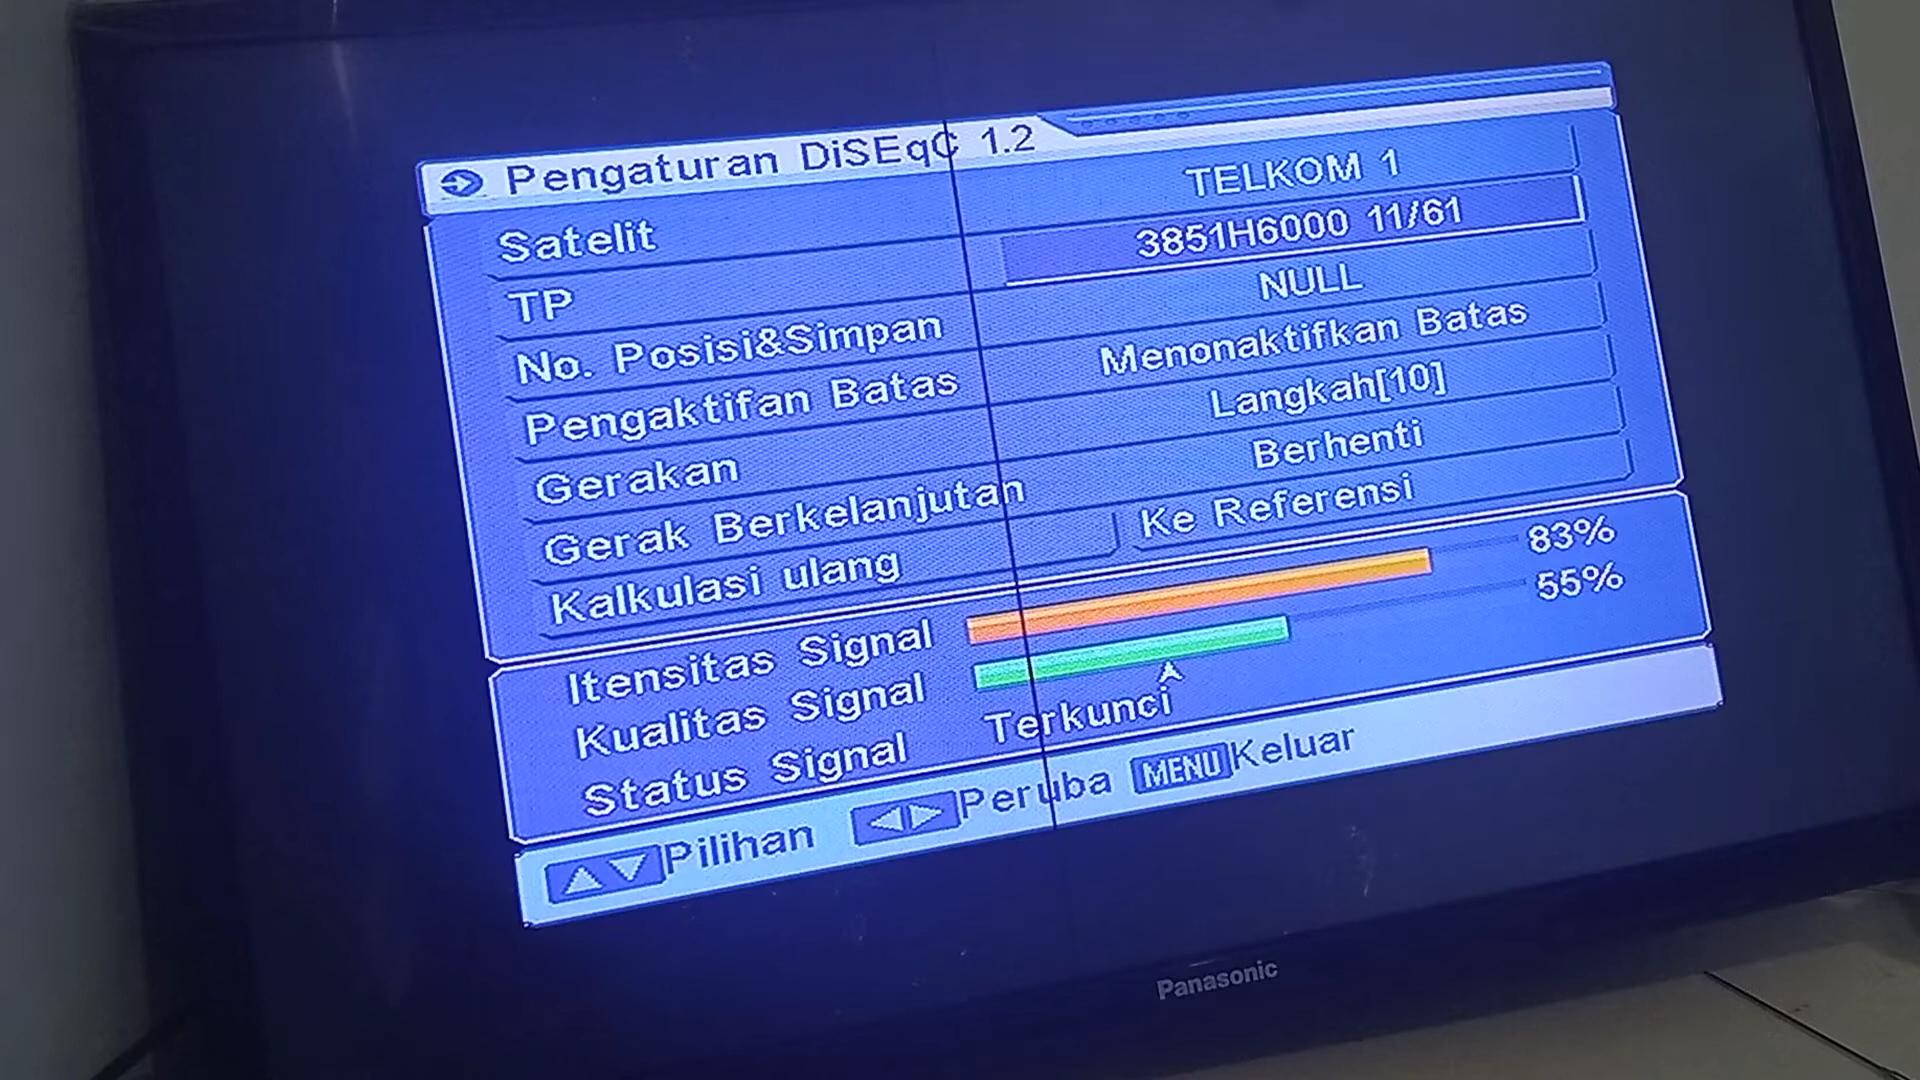 Pengaturan DiSEqC 1.2
Satelit TELKOM 1
TP 3851H6000 11/61
No. Posisi&Simpan NULL
Pengaktifan Batas Menonaktifkan Batas
Gerakan Langkah[10]
Gerak Berkelanjutan Berhenti
Kalkulasi ulang Ke Referensi
Itensitas Signal 83%
Kualitas Signal 55%
Status Signal Terkunci
Pilihan Peruba MENU Keluar
Panasonic